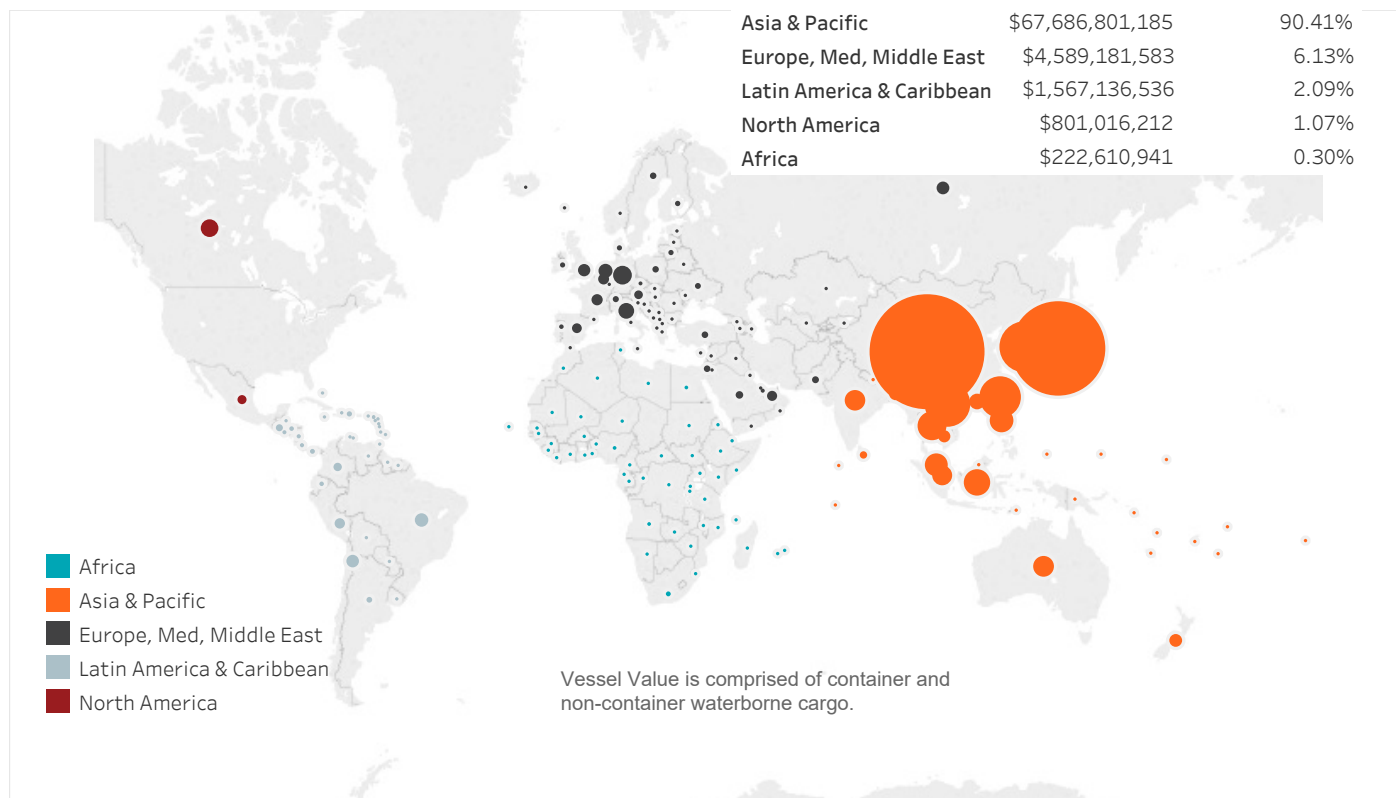 Asia & Pacific $67,686,801,185 90.41%
Europe, Med, Middle East $4,589,181,583 6.13%
Latin America & Caribbean $1,567,136,536 2.09%
North America $801,016,212 1.07%
Africa $222,610,941 0.30%
Africa
Asia & Pacific
Europe, Med, Middle East
Latin America & Caribbean
North America
Vessel Value is comprised of container and
non-container waterborne cargo.